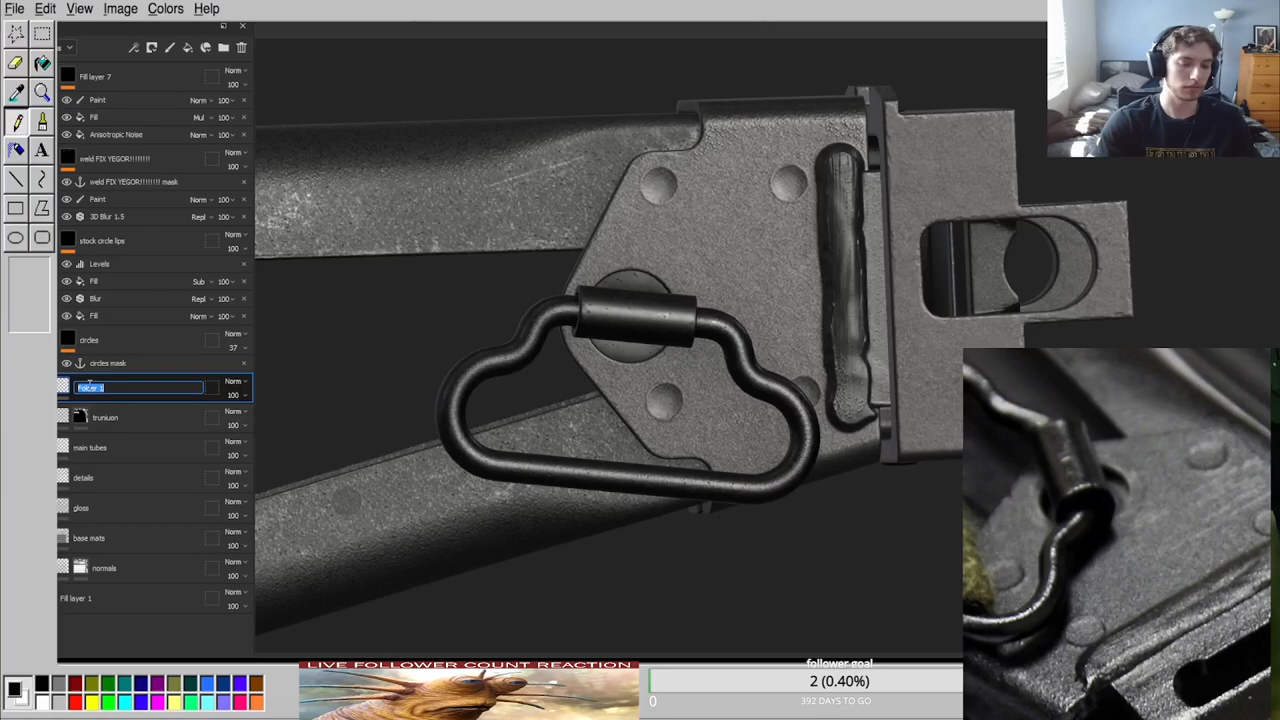 File Edit View Image Colors Help
s
Fill layer 7 Norm 100
Paint Norm 100
Fill Mul 100
Anisotropic Noise Norm 100
weld FIX YEGOR!!!!!!!! Norm 100
weld FIX YEGOR!!!!!!!! mask
Paint Norm 100
3D Blur 1.5 Repl 100
stock circle lips Norm 100
Levels
Fill Sub 100
Blur Repl 100
Fill Norm 100
circles Norm 37
circles mask
Folder 1 Norm 100
truniuon Norm 100
main tubes Norm 100
details Norm 100
gloss Norm 100
base mats Norm 100
normals Norm 100
Fill layer 1 Norm 100
A
LIVE FOLLOWER COUNT REACTION
follower goal
2 (0.40%)
0
392 DAYS TO GO